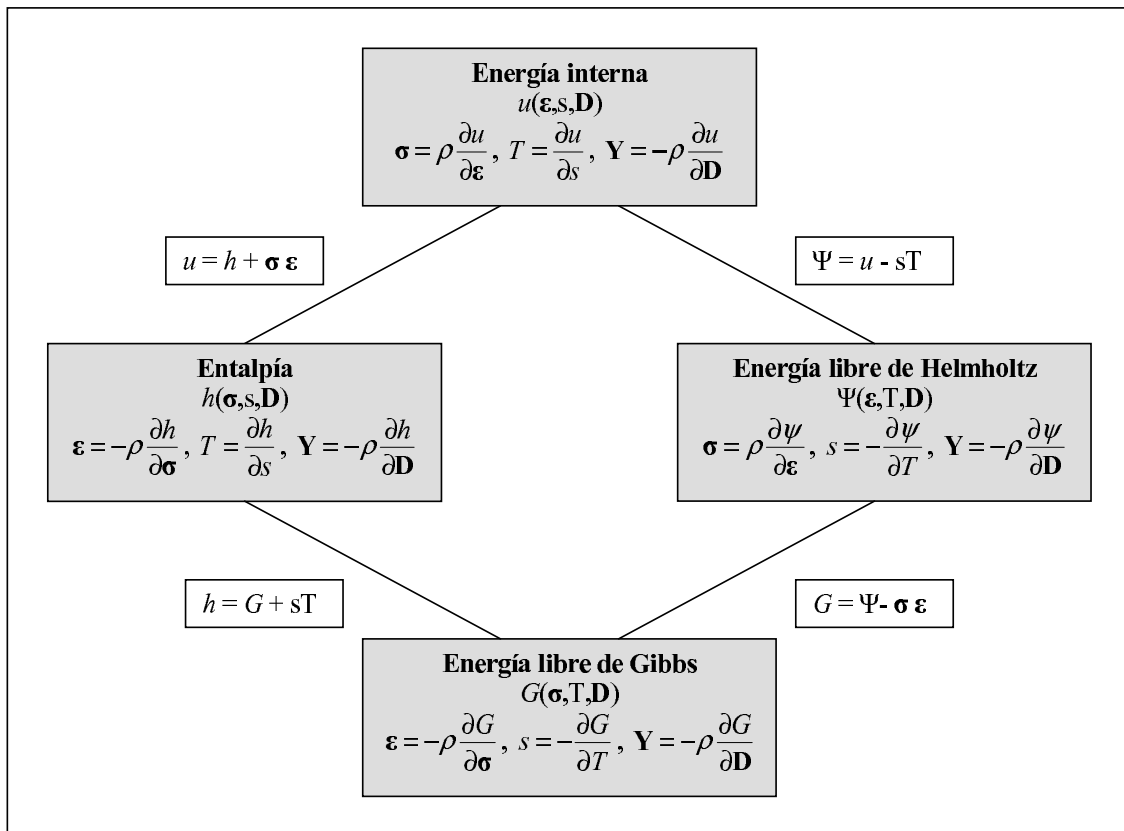 Energía interna
u(ε,s,D)
σ = ρ ∂u/∂ε , T = ∂u/∂s , Y = −ρ ∂u/∂D
u = h + σ ε
Ψ = u - sT
Entalpía
h(σ,s,D)
ε = −ρ ∂h/∂σ , T = ∂h/∂s , Y = −ρ ∂h/∂D
Energía libre de Helmholtz
Ψ(ε,T,D)
σ = ρ ∂ψ/∂ε , s = − ∂ψ/∂T , Y = −ρ ∂ψ/∂D
h = G + sT
G = Ψ- σ ε
Energía libre de Gibbs
G(σ,T,D)
ε = −ρ ∂G/∂σ , s = − ∂G/∂T , Y = −ρ ∂G/∂D